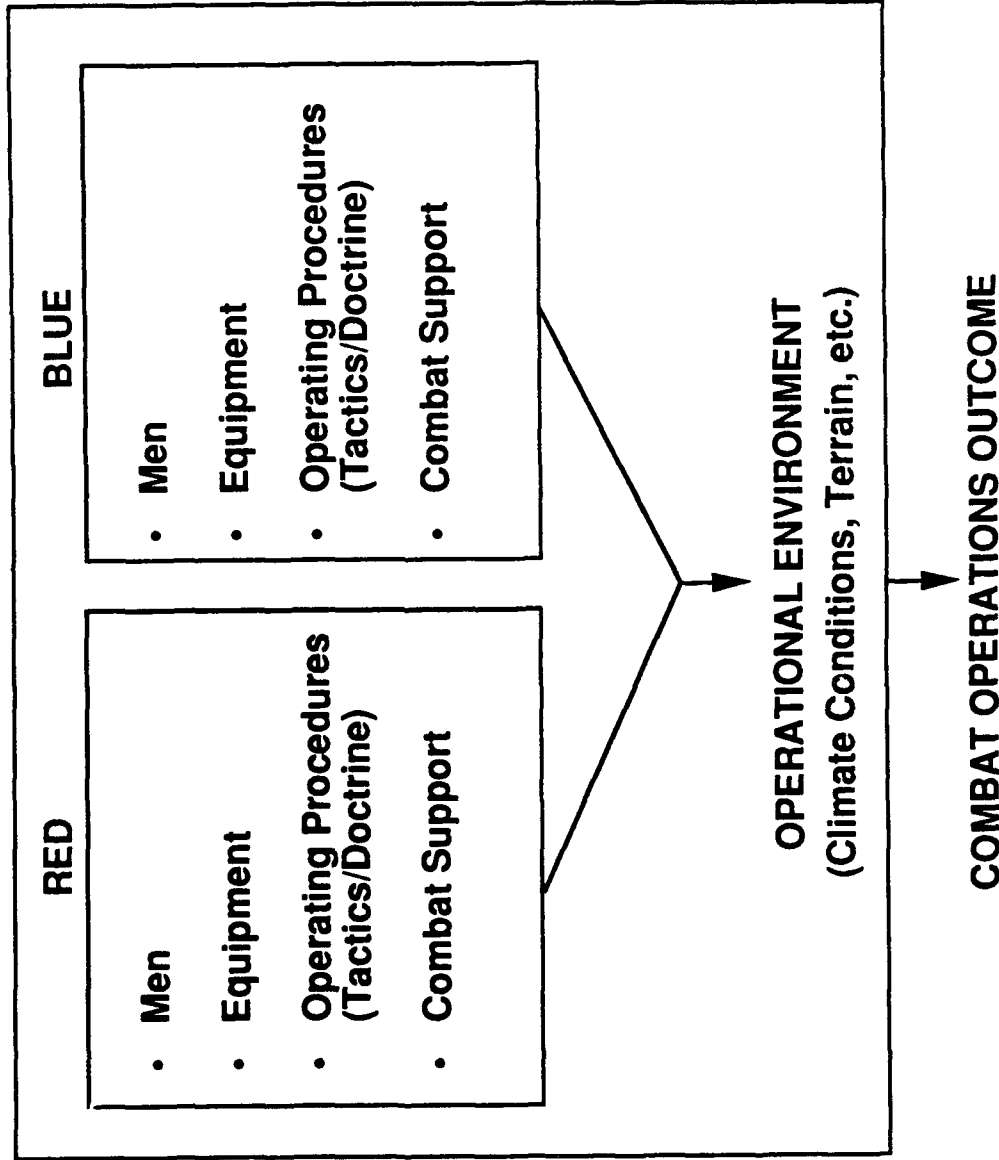 RED
• Men
• Equipment
• Operating Procedures
(Tactics/Doctrine)
• Combat Support
BLUE
• Men
• Equipment
• Operating Procedures
(Tactics/Doctrine)
• Combat Support
OPERATIONAL ENVIRONMENT
(Climate Conditions, Terrain, etc.)
COMBAT OPERATIONS OUTCOME